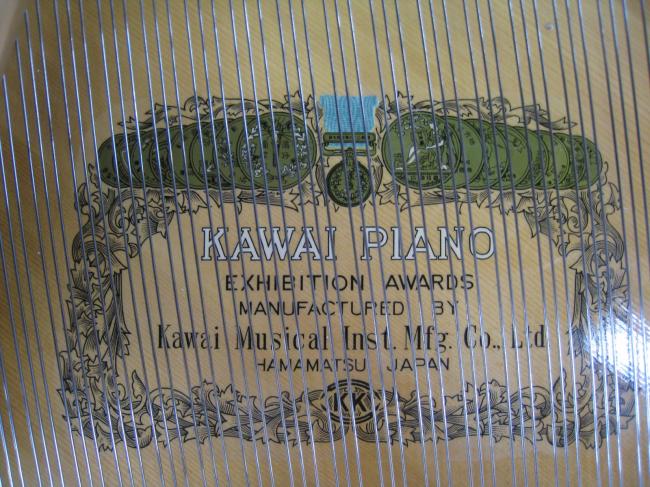 KAWAI PIANO
EXHIBITION AWARDS
MANUFACTURED BY
Kawai Musical Inst. Mfg. Co., Ltd
HAMAMATSU JAPAN
KK